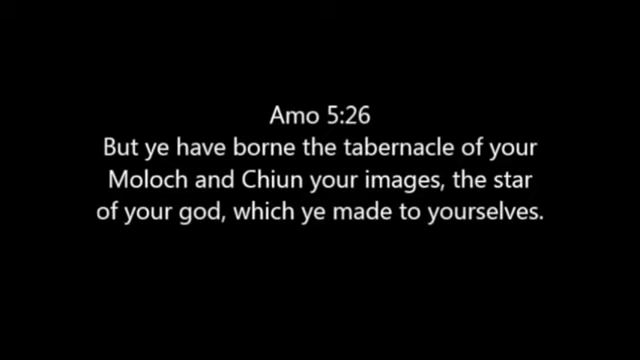 Amo 5:26
But ye have borne the tabernacle of your
Moloch and Chiun your images, the star
of your god, which ye made to yourselves.